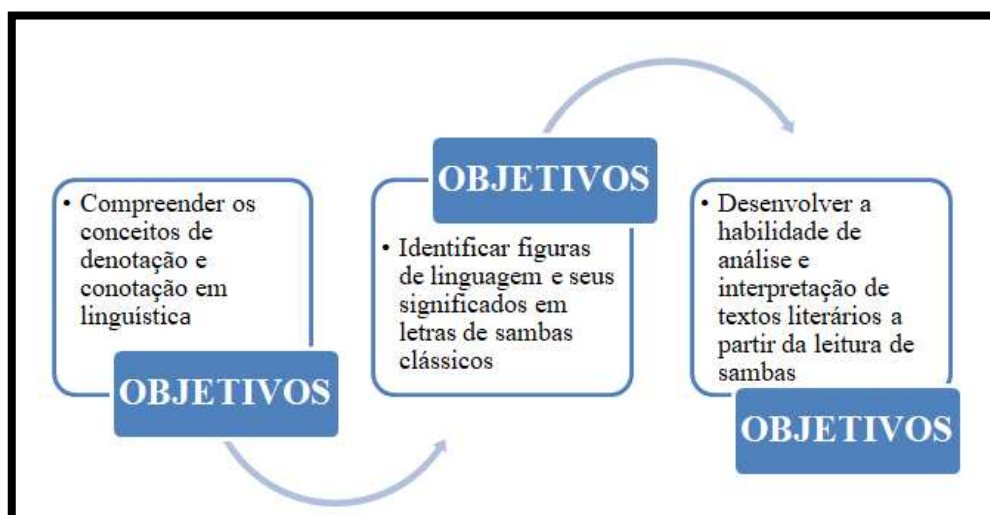 • Compreender os
conceitos de
denotação e
conotação em
linguística
OBJETIVOS
OBJETIVOS
• Identificar figuras
de linguagem e seus
significados em
letras de sambas
clássicos
• Desenvolver a
habilidade de
análise e
interpretação de
textos literários a
partir da leitura de
sambas
OBJETIVOS